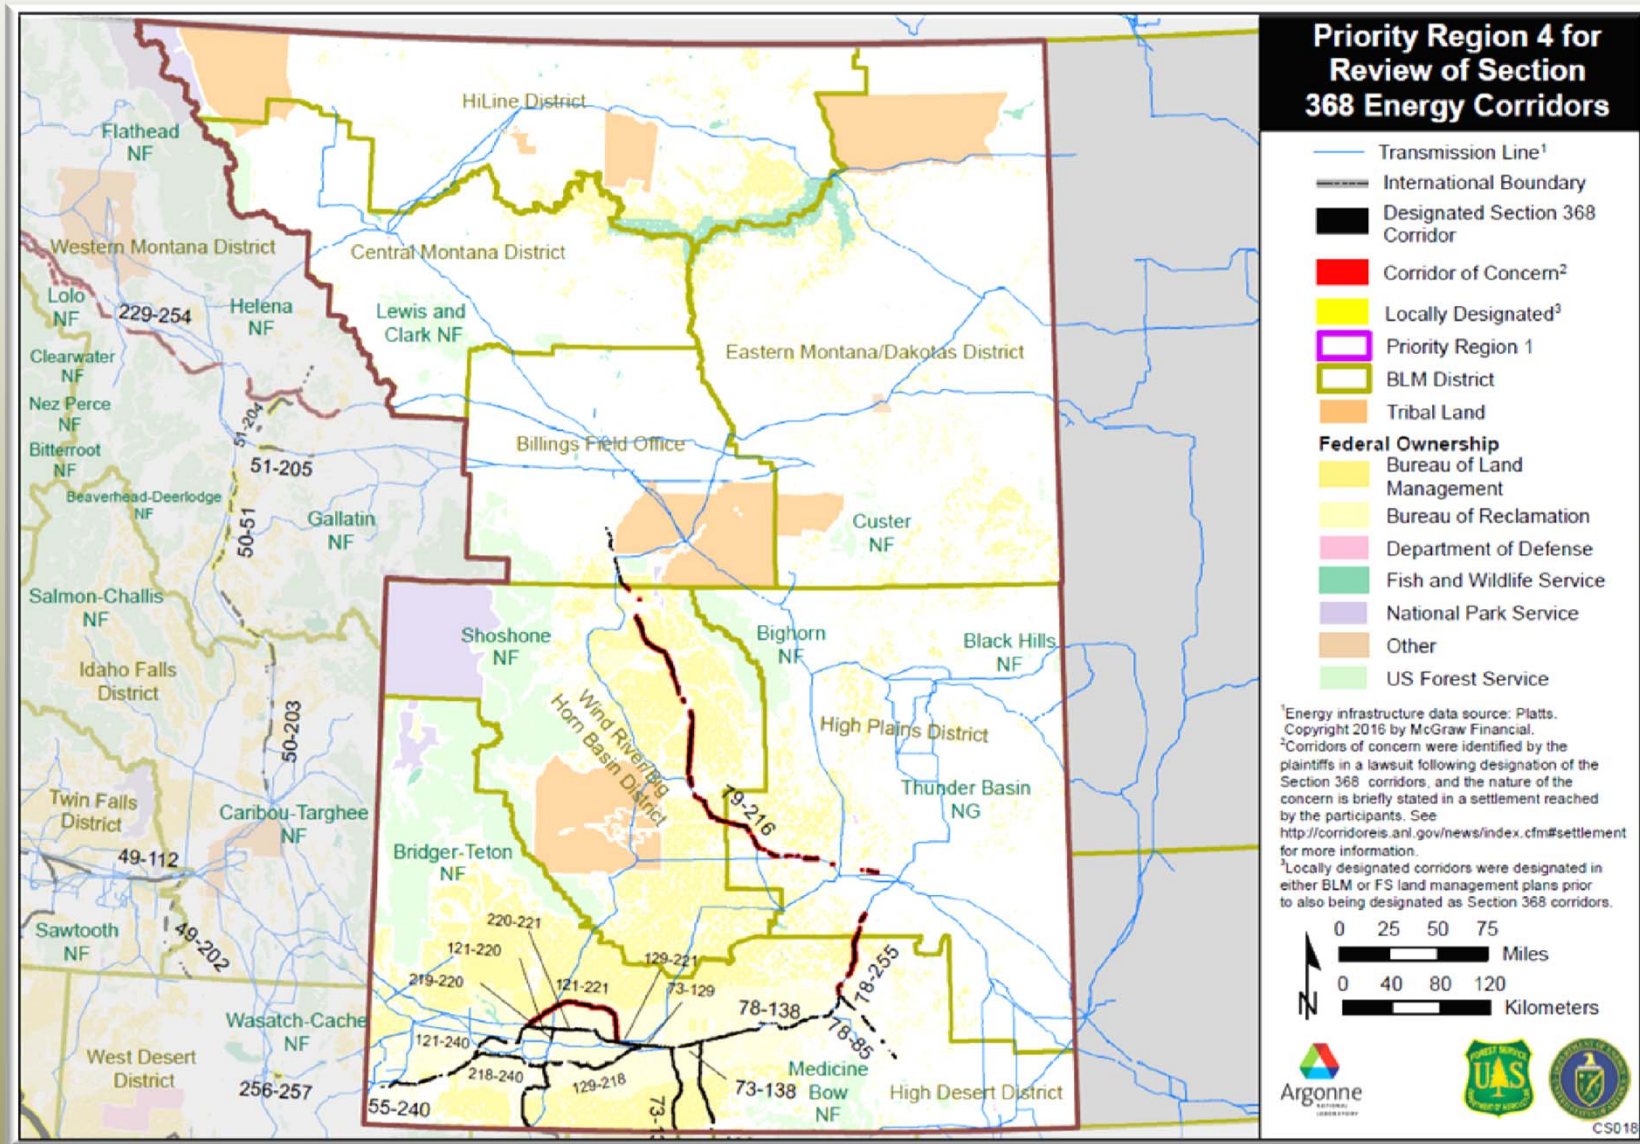 Priority Region 4 for
Review of Section
368 Energy Corridors
Transmission Line1
International Boundary
Designated Section 368
Corridor
Corridor of Concern2
Locally Designated3
Priority Region 1
BLM District
Tribal Land
Federal Ownership
Bureau of Land
Management
Bureau of Reclamation
Department of Defense
Fish and Wildlife Service
National Park Service
Other
US Forest Service
1Energy infrastructure data source: Platts.
Copyright 2016 by McGraw Financial.
2Corridors of concern were identified by the
plaintiffs in a lawsuit following designation of the
Section 368 corridors, and the nature of the
concern is briefly stated in a settlement reached
by the participants. See
http://corridoreis.anl.gov/news/index.cfm#settlement
for more information.
3Locally designated corridors were designated in
either BLM or FS land management plans prior
to also being designated as Section 368 corridors.
0 25 50 75
Miles
0 40 80 120
Kilometers
N
Argonne
NATIONAL
LABORATORY
FOREST SERVICE
UAS
DEPARTMENT OF AGRICULTURE
CS018
HiLine District
Flathead
NF
Western Montana District
Central Montana District
Lolo
NF
229-254
Helena
NF
Lewis and
Clark NF
Eastern Montana/Dakotas District
Clearwater
NF
Nez Perce
NF
51-204
Bitterroot
NF
51-205
Billings Field Office
Beaverhead-Deerlodge
NF
50-51
Gallatin
NF
Custer
NF
Salmon-Challis
NF
Shoshone
NF
Bighorn
NF
Black Hills
NF
Idaho Falls
District
50-203
Wind River/Big
Horn Basin District
High Plains District
79-216
Thunder Basin
NG
Twin Falls
District
Caribou-Targhee
NF
49-112
Bridger-Teton
NF
Sawtooth
NF
49-202
220-221
121-220
219-220
129-221
121-221
73-129
78-138
78-255
78-85
Wasatch-Cache
NF
121-240
218-240
129-218
West Desert
District
256-257
55-240
73-138
Medicine
Bow
NF
High Desert District